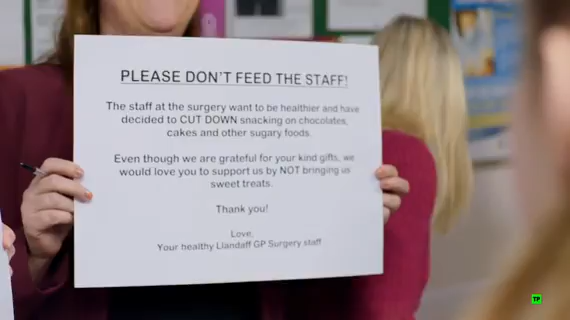 PLEASE DON'T FEED THE STAFF!
The staff at the surgery want to be healthier and have
decided to CUT DOWN snacking on chocolates,
cakes and other sugary foods.
Even though we are grateful for your kind gifts, we
would love you to support us by NOT bringing us
sweet treats.
Thank you!
Love,
Your healthy Llandaff GP Surgery staff
TP